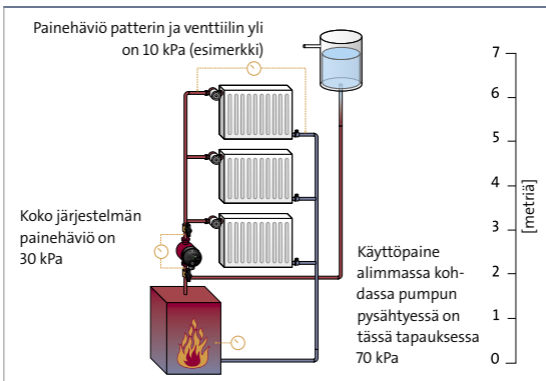 Painehäviö patterin ja venttiilin yli
on 10 kPa (esimerkki)
Koko järjestelmän
painehäviö on
30 kPa
Käyttöpaine
alimmassa koh-
dassa pumpun
pysähtyessä on
tässä tapauksessa
70 kPa
7
6
5
4
3
2
1
0
[metriä]